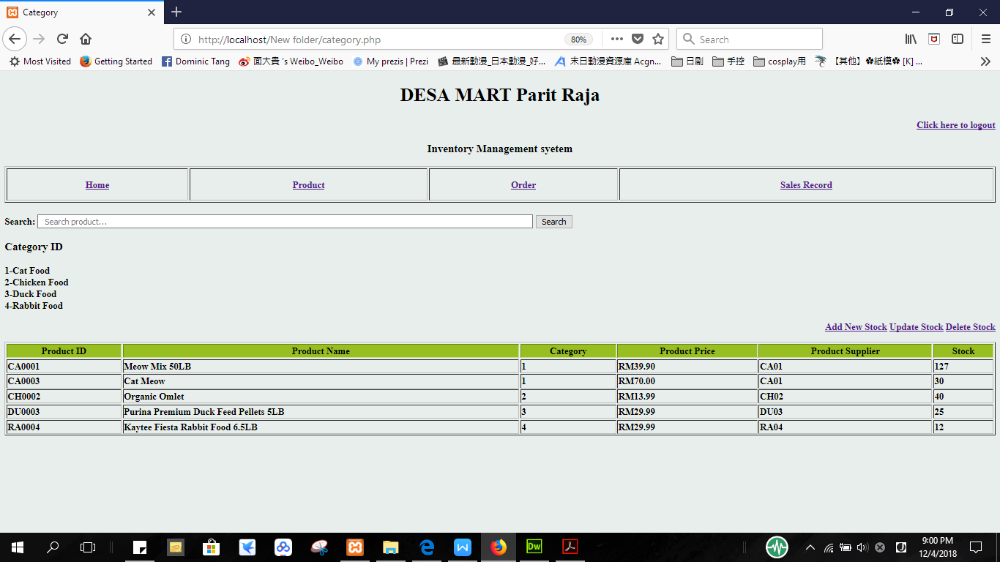 Category
http://localhost/New folder/category.php
80%
Search
Most Visited
Getting Started
Dominic Tang
面大貴 's Weibo_Weibo
My prezis | Prezi
最新動漫_日本動漫_好...
末日動漫資源庫 Acgn...
日剧
手控
cosplay用
【其他】✿紙模✿ [K] ...
DESA MART Parit Raja
Click here to logout
Inventory Management syetem
Home Product Order Sales Record
Search: Search product... Search
Category ID
1-Cat Food
2-Chicken Food
3-Duck Food
4-Rabbit Food
Add New Stock Update Stock Delete Stock
Product ID Product Name Category Product Price Product Supplier Stock
CA0001 Meow Mix 50LB 1 RM39.90 CA01 127
CA0003 Cat Meow 1 RM70.00 CA01 30
CH0002 Organic Omlet 2 RM13.99 CH02 40
DU0003 Purina Premium Duck Feed Pellets 5LB 3 RM29.99 DU03 25
RA0004 Kaytee Fiesta Rabbit Food 6.5LB 4 RM29.99 RA04 12
Dw
9:00 PM
12/4/2018